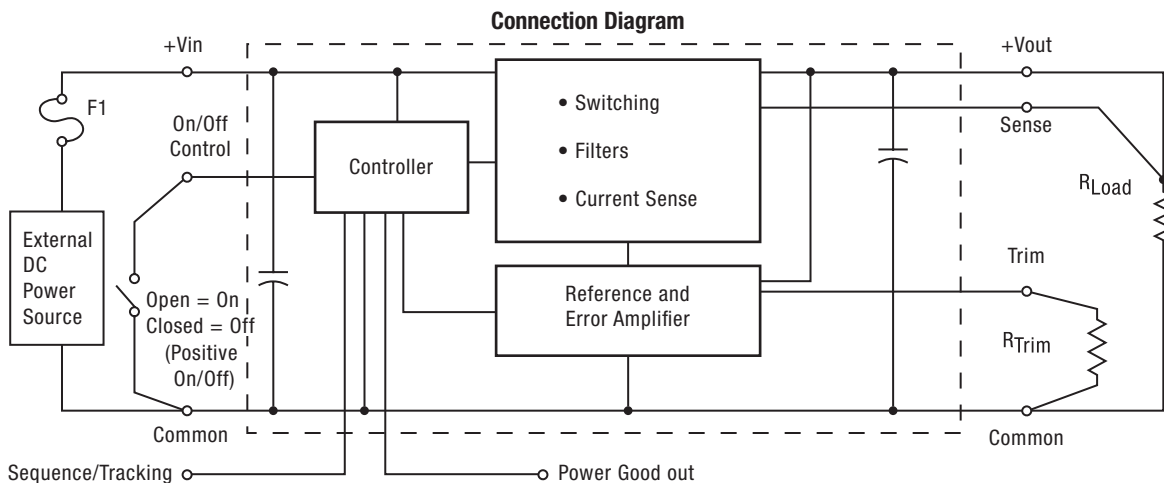 Connection Diagram
+Vin
+Vout
F1
On/Off
Control
Controller
• Switching
• Filters
• Current Sense
Sense
RLoad
External
DC
Power
Source
Open = On
Closed = Off
(Positive
On/Off)
Reference and
Error Amplifier
Trim
RTrim
Common
Common
Sequence/Tracking
Power Good out